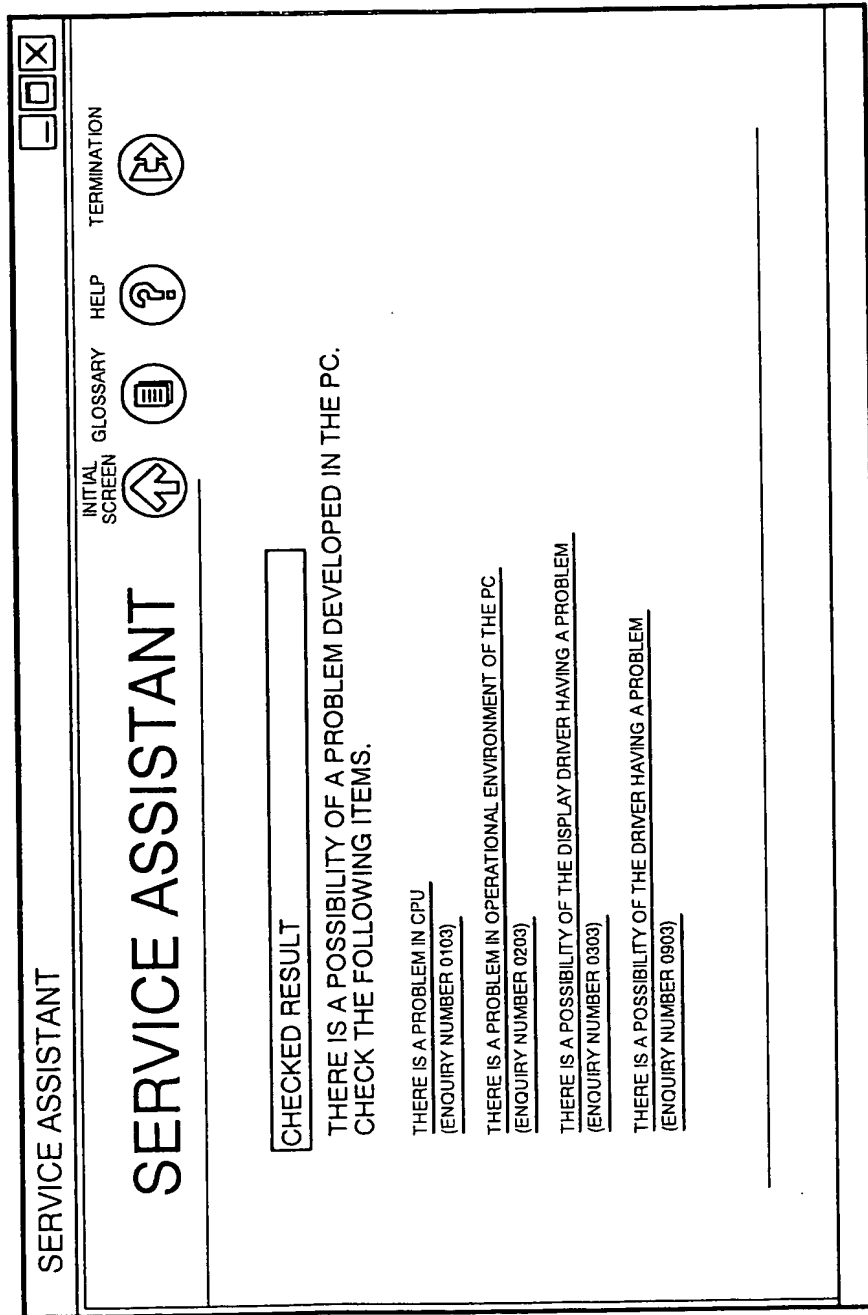 SERVICE ASSISTANT
SERVICE ASSISTANT
INITIAL
SCREEN
GLOSSARY
HELP
TERMINATION
CHECKED RESULT
THERE IS A POSSIBILITY OF A PROBLEM DEVELOPED IN THE PC.
CHECK THE FOLLOWING ITEMS.
THERE IS A PROBLEM IN CPU
(ENQUIRY NUMBER 0103)
THERE IS A PROBLEM IN OPERATIONAL ENVIRONMENT OF THE PC
(ENQUIRY NUMBER 0203)
THERE IS A POSSIBILITY OF THE DISPLAY DRIVER HAVING A PROBLEM
(ENQUIRY NUMBER 0303)
THERE IS A POSSIBILITY OF THE DRIVER HAVING A PROBLEM
(ENQUIRY NUMBER 0903)